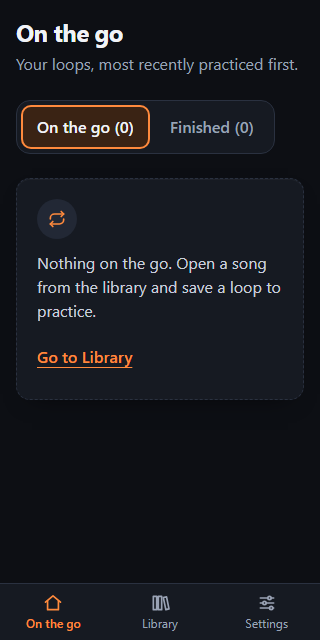 On the go
Your loops, most recently practiced first.
On the go (0)
Finished (0)
Nothing on the go. Open a song
from the library and save a loop to
practice.
Go to Library
On the go
Library
Settings